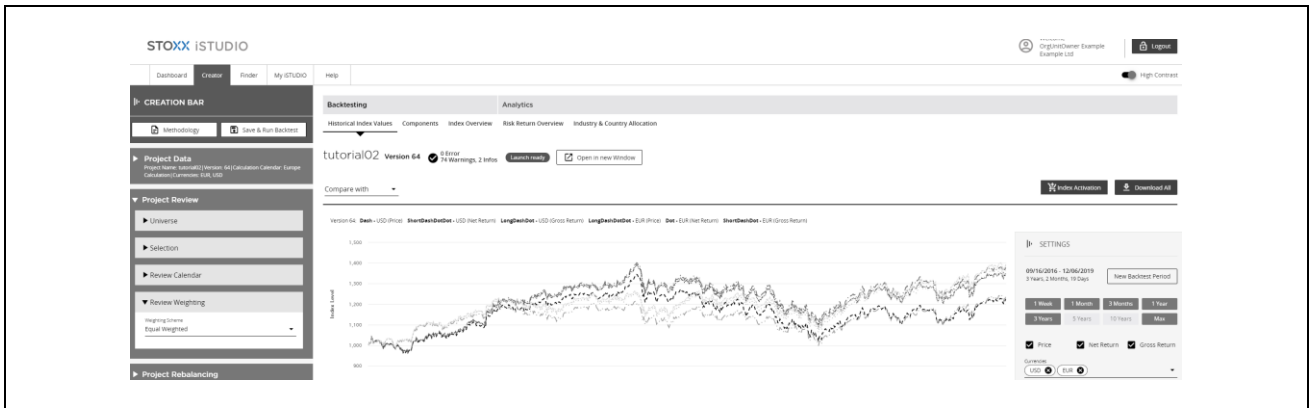 STOXX iSTUDIO
OrgUnitOwner Example
Example Ltd
Logout
Dashboard Creator Finder My iSTUDIO Help
High Contrast
CREATION BAR
Methodology Save & Run Backtest
Project Data
Project Name: tutorial02|Version: 64|Calculation Calendar: Europe
Calculation|Currencies: EUR, USD
Project Review
Universe
Selection
Review Calendar
Review Weighting
Weighting Scheme
Equal Weighted
Project Rebalancing
Backtesting Analytics
Historical Index Values Components Index Overview Risk Return Overview Industry & Country Allocation
tutorial02 Version 64
0 Error
74 Warnings, 2 Infos
Launch ready
Open in new Window
Compare with
Index Activation Download All
Version 64: Dash - USD (Price) ShortDashDotDot - USD (Net Return) LongDash - USD (Gross Return) LongDashDotDot - EUR (Price) Dot - EUR (Net Return) ShortDashDot - EUR (Gross Return)
1,500
1,400
1,300
1,200
1,100
1,000
900
Index Level
SETTINGS
09/16/2016 - 12/06/2019
3 Years, 2 Months, 19 Days
New Backtest Period
1 Week 1 Month 3 Months 1 Year
3 Years 5 Years 10 Years Max
Price Net Return Gross Return
Currencies
USD EUR